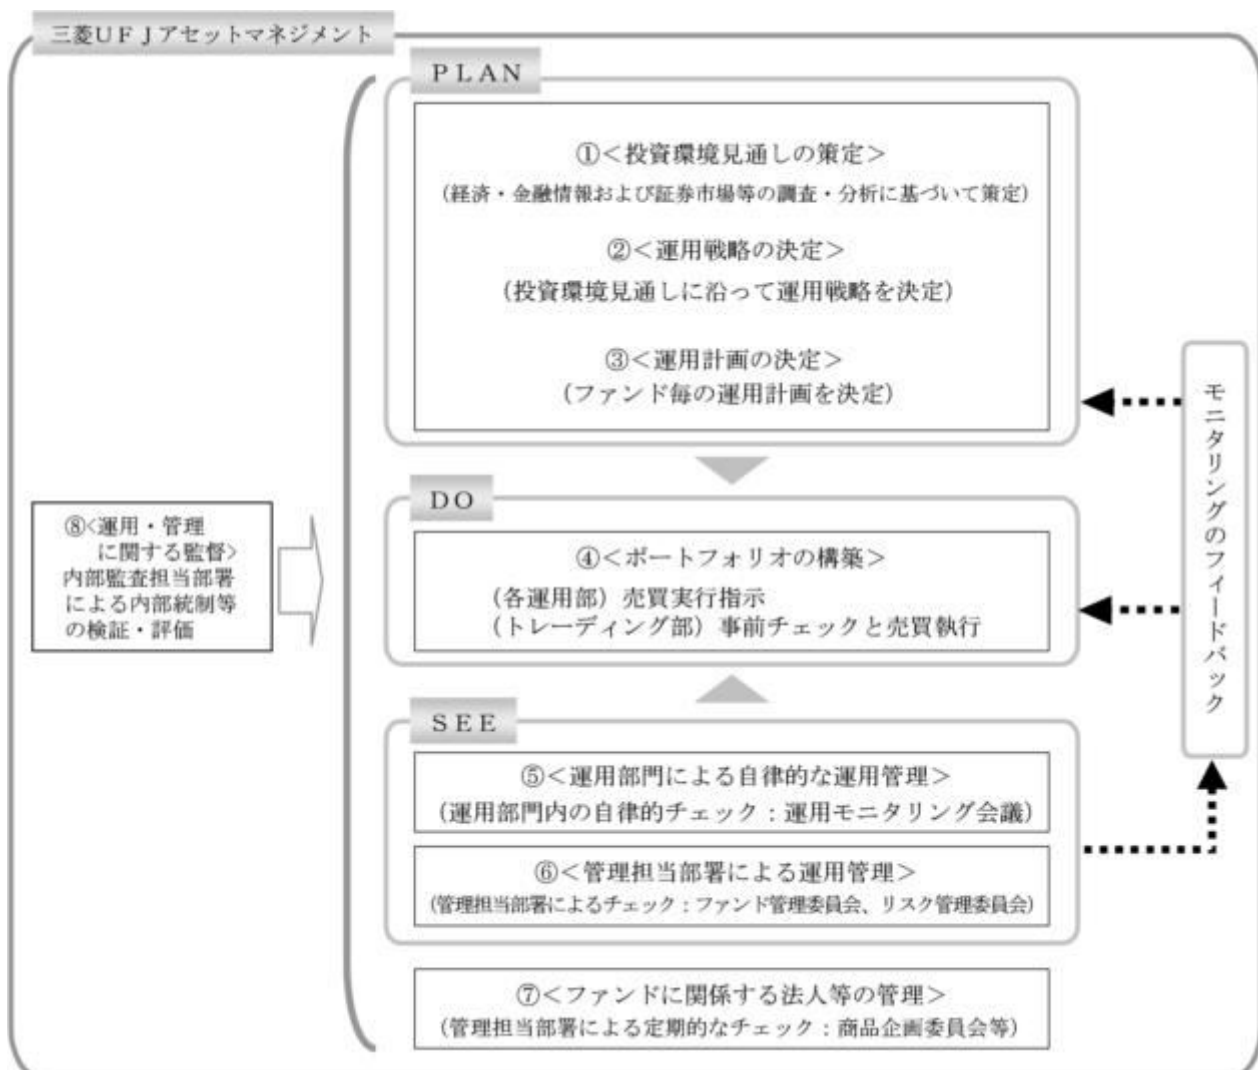 三菱ＵＦＪアセットマネジメント
ＰＬＡＮ
①＜投資環境見通しの策定＞
(経済・金融情報および証券市場等の調査・分析に基づいて策定)
②＜運用戦略の決定＞
(投資環境見通しに沿って運用戦略を決定)
③＜運用計画の決定＞
(ファンド毎の運用計画を決定)
ＤＯ
④＜ポートフォリオの構築＞
(各運用部）売買実行指示
(トレーディング部）事前チェックと売買執行
ＳＥＥ
⑤＜運用部門による自律的な運用管理＞
(運用部門内の自律的チェック：運用モニタリング会議)
⑥＜管理担当部署による運用管理＞
(管理担当部署によるチェック：ファンド管理委員会、リスク管理委員会)
⑦＜ファンドに関係する法人等の管理＞
(管理担当部署による定期的なチェック：商品企画委員会等)
⑧<運用・管理
に関する監督>
内部監査担当部署
による内部統制等
の検証・評価
モニタリングのフィードバック